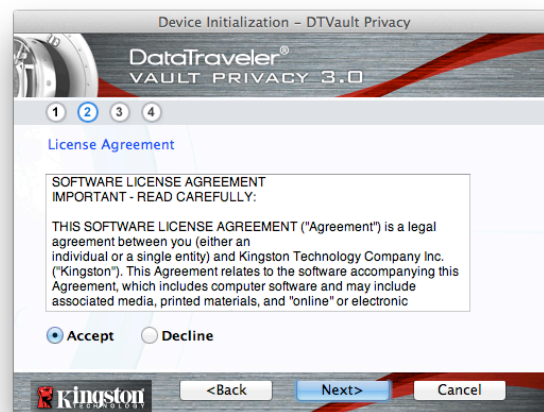 Device Initialization – DTVault Privacy
DataTraveler®
VAULT PRIVACY 3.0
1 2 3 4
License Agreement
SOFTWARE LICENSE AGREEMENT
IMPORTANT - READ CAREFULLY:
THIS SOFTWARE LICENSE AGREEMENT ("Agreement") is a legal
agreement between you (either an
individual or a single entity) and Kingston Technology Company Inc.
("Kingston"). This Agreement relates to the software accompanying this
Agreement, which includes computer software and may include
associated media, printed materials, and "online" or electronic
Accept Decline
Kingston
TECHNOLOGY
<Back Next> Cancel